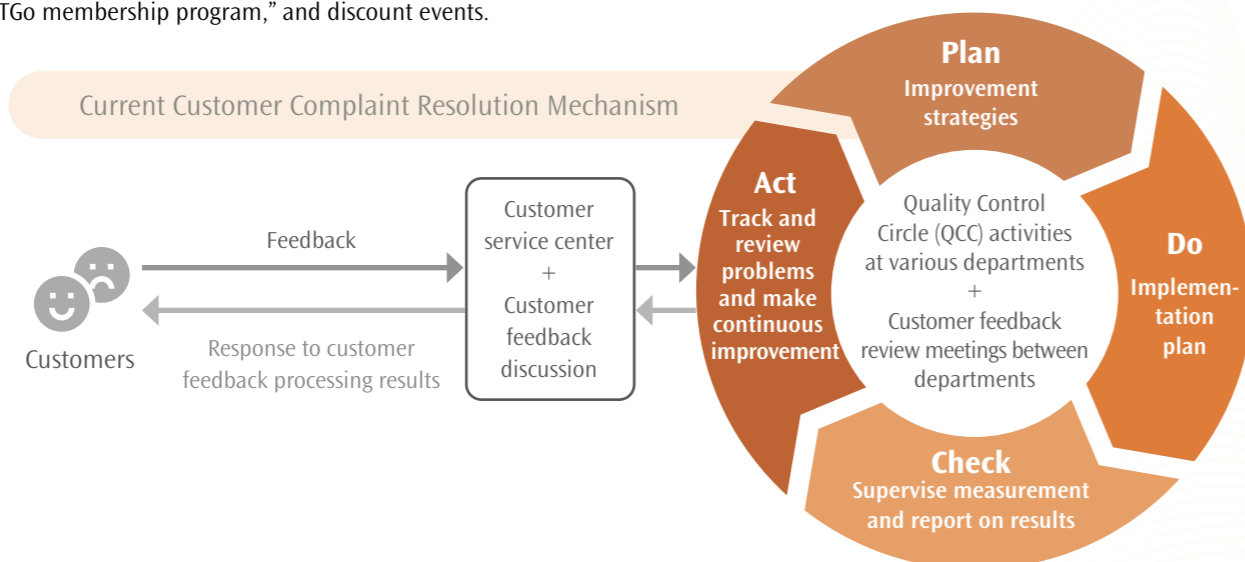 TGo membership program,” and discount events.
Current Customer Complaint Resolution Mechanism
Customers
Feedback
Response to customer
feedback processing results
Customer
service center
+
Customer
feedback
discussion
Plan
Improvement
strategies
Do
Implemen-
tation
plan
Check
Supervise measurement
and report on results
Act
Track and
review
problems
and make
continuous
improvement
Quality Control
Circle (QCC) activities
at various departments
+
Customer feedback
review meetings between
departments